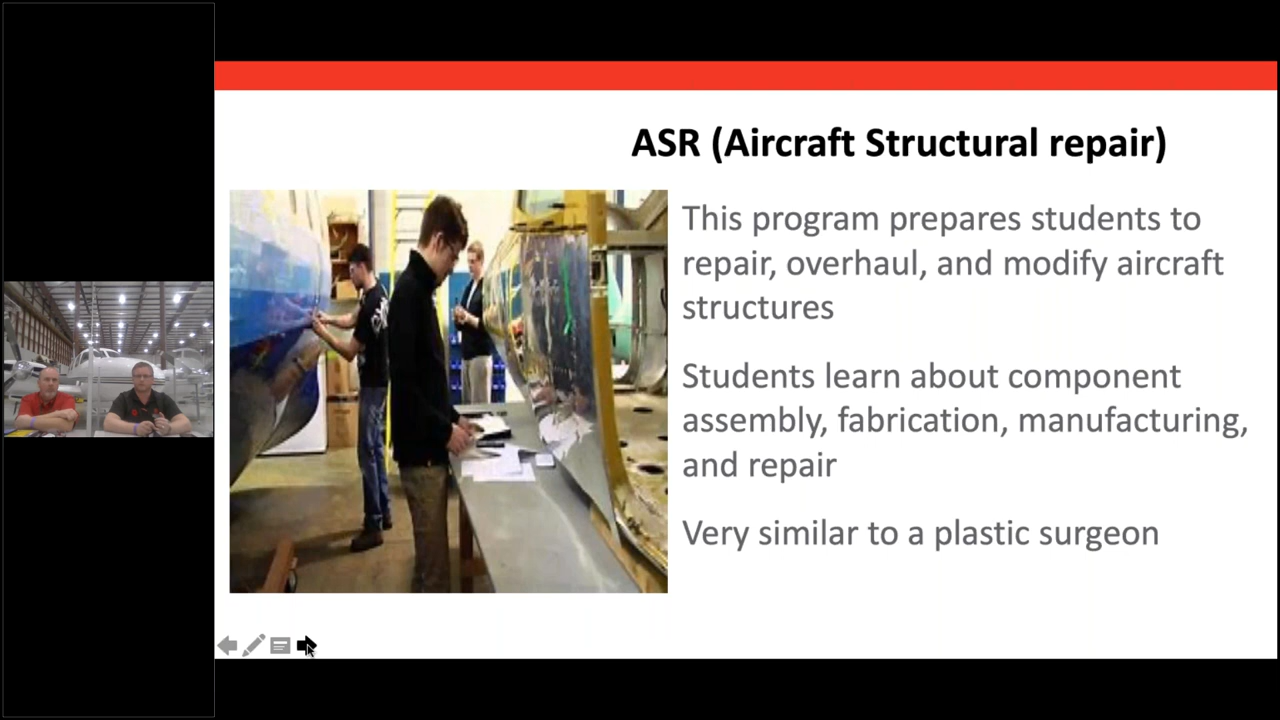 ASR (Aircraft Structural repair)
This program prepares students to
repair, overhaul, and modify aircraft
structures
Students learn about component
assembly, fabrication, manufacturing,
and repair
Very similar to a plastic surgeon